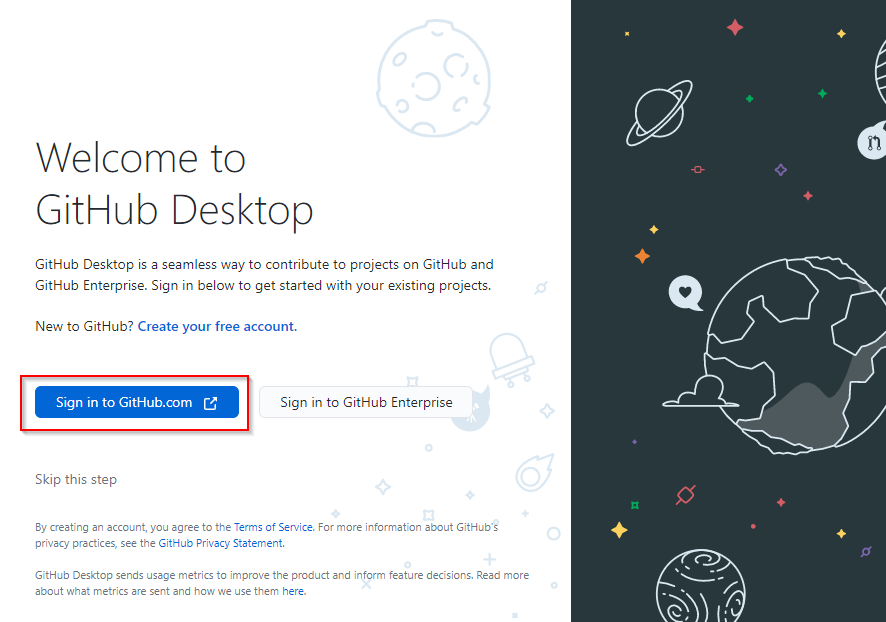 Welcome to
GitHub Desktop
GitHub Desktop is a seamless way to contribute to projects on GitHub and
GitHub Enterprise. Sign in below to get started with your existing projects.
New to GitHub? Create your free account.
Sign in to GitHub.com
Sign in to GitHub Enterprise
Skip this step
By creating an account, you agree to the Terms of Service. For more information about GitHub's
privacy practices, see the GitHub Privacy Statement.
GitHub Desktop sends usage metrics to improve the product and inform feature decisions. Read more
about what metrics are sent and how we use them here.